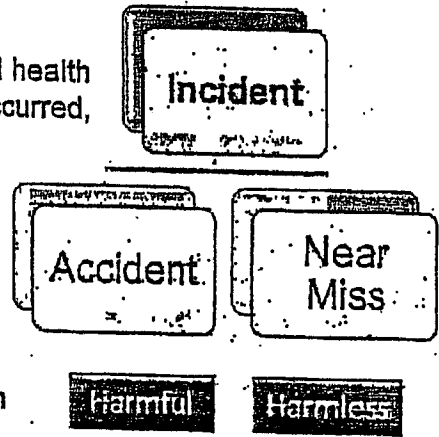 health
ccurred,
Incident
Accident
Near
Miss
Harmful
Harmless